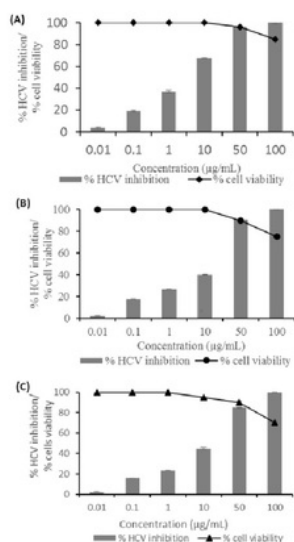 (A)
% HCV inhibition/
% cell viability
100
80
60
40
20
0
0.01 0.1 1 10 50 100
Concentration (µg/mL)
% HCV inhibition % cell viability
(B)
% HCV inhibition/
% cell viability
100
80
60
40
20
0
0.01 0.1 1 10 50 100
Concentration (µg/mL)
% HCV inhibition % cell viability
(C)
% HCV inhibition/
% cells viability
100
80
60
40
20
0
0.01 0.1 1 10 50 100
Concentration (µg/mL)
% HCV inhibition % cell viability